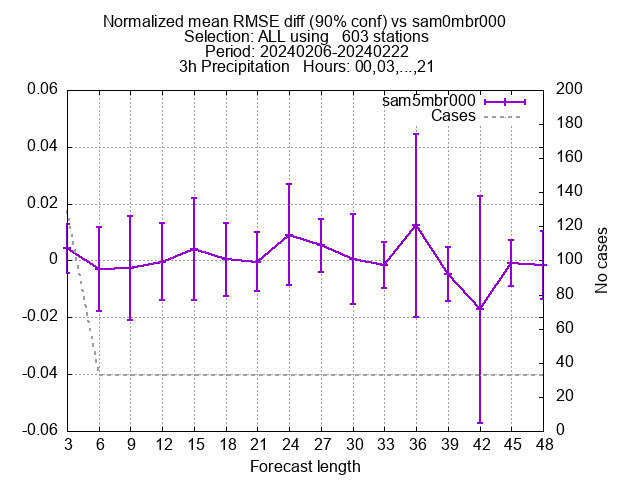 Normalized mean RMSE diff (90% conf) vs sam0mbr000
Selection: ALL using   603 stations
Period: 20240206-20240222
3h Precipitation   Hours: 00,03,...,21
sam5mbr000
Cases
0.06
0.04
0.02
0
-0.02
-0.04
-0.06
200
180
160
140
120
100
80
60
40
20
0
No cases
3 6 9 12 15 18 21 24 27 30 33 36 39 42 45 48
Forecast length